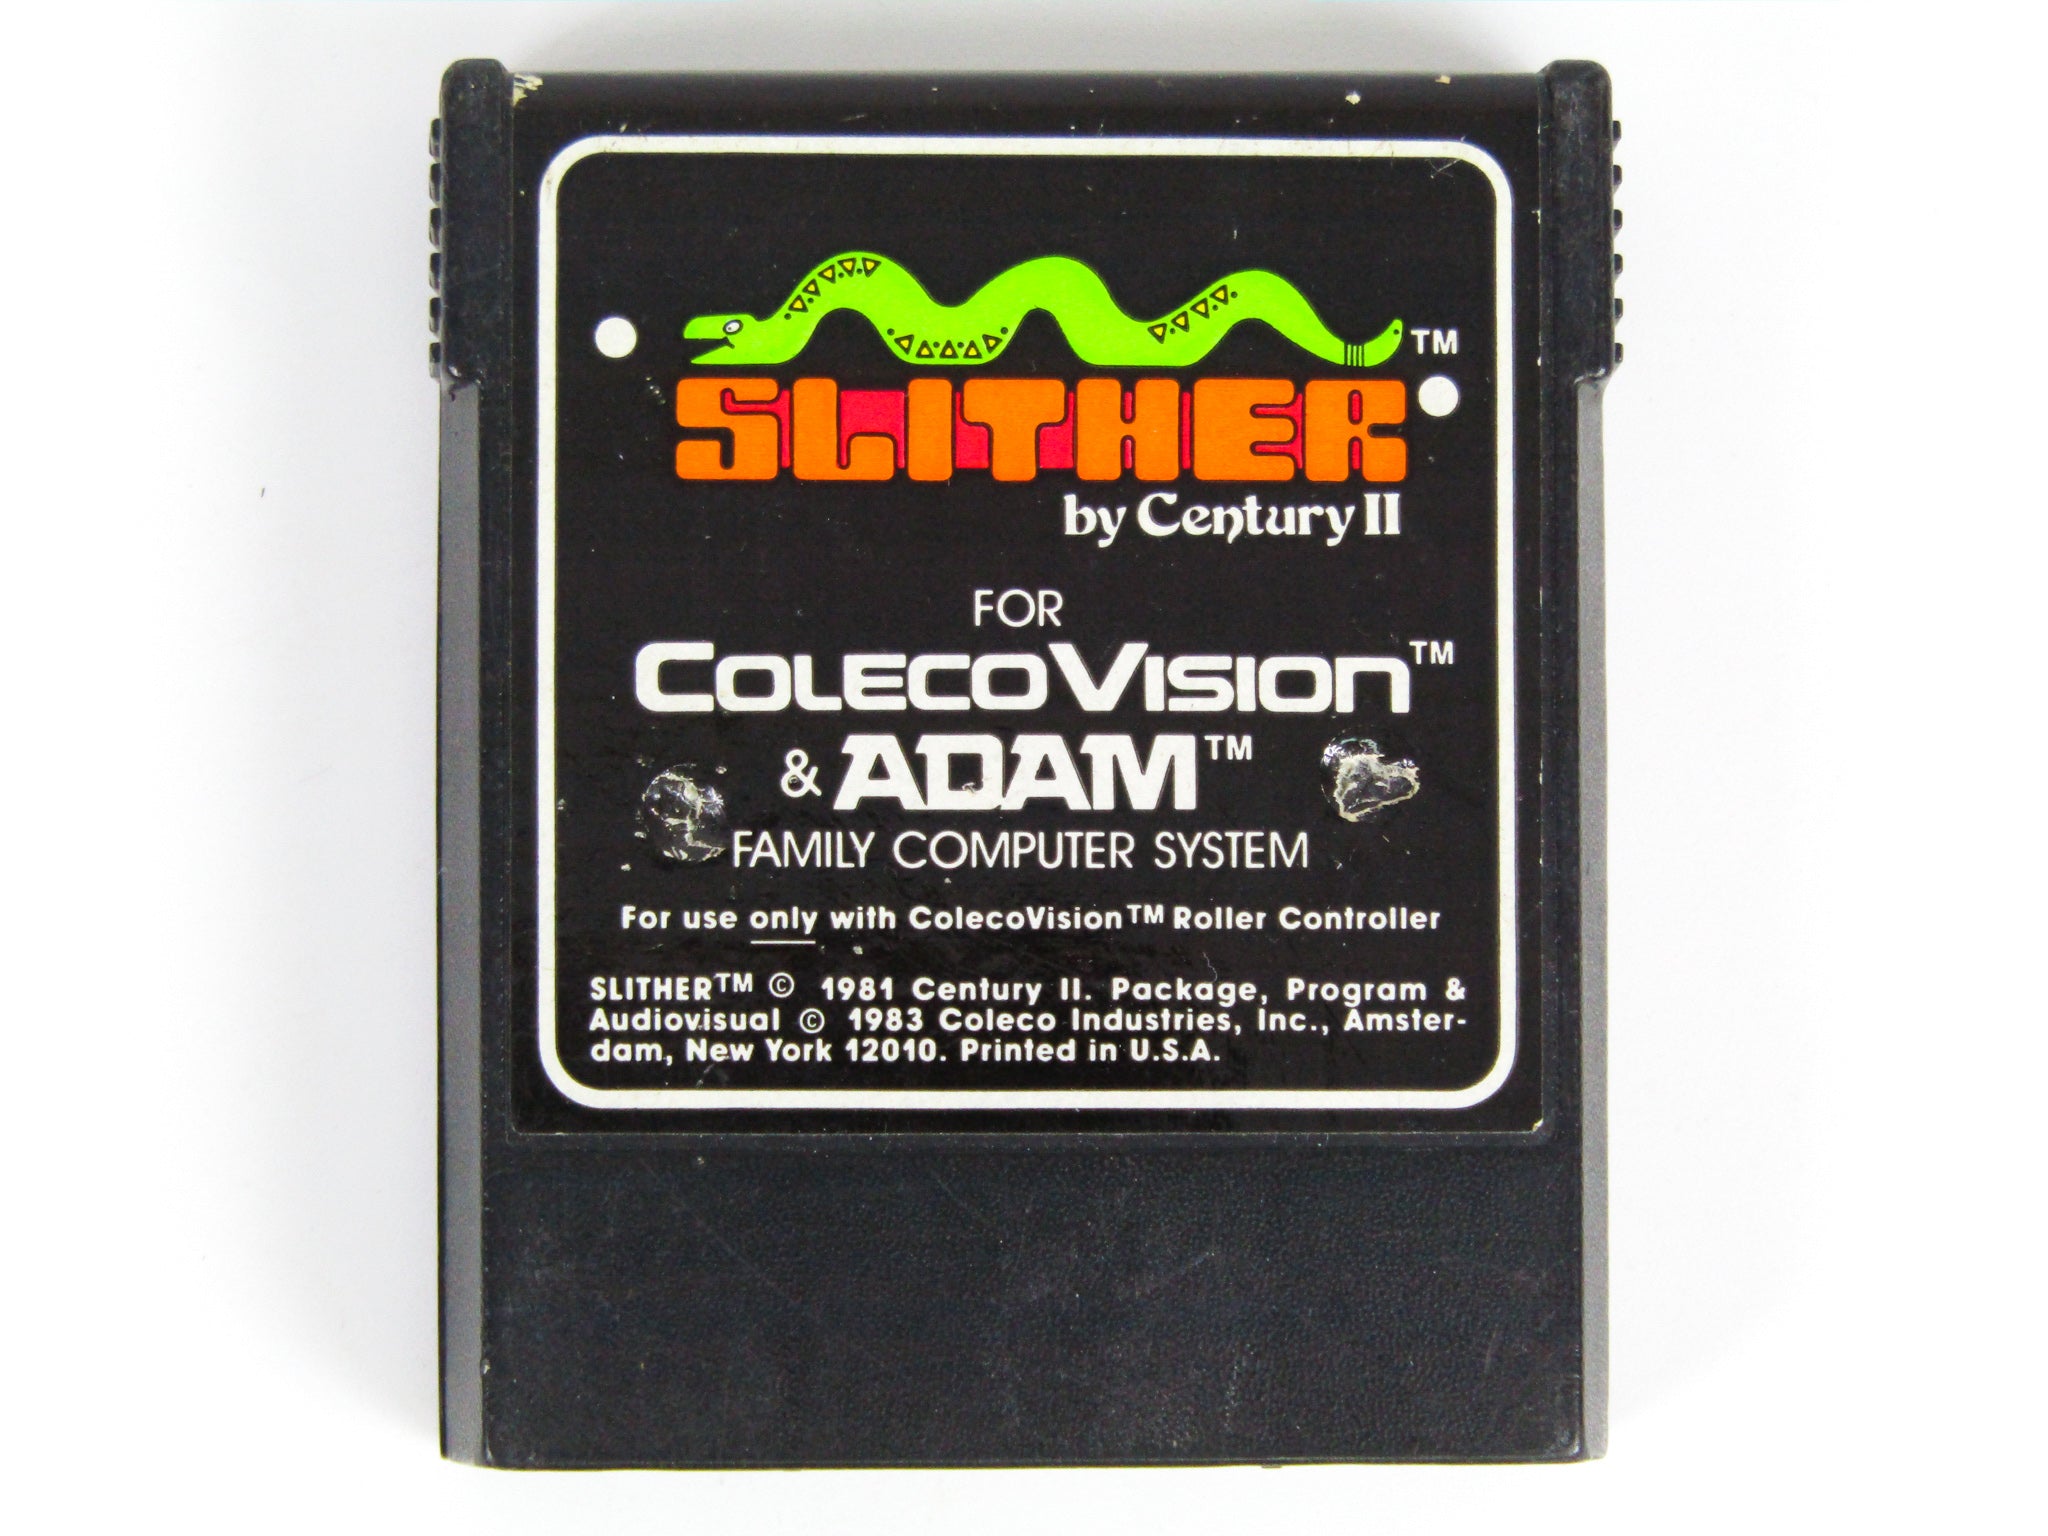 SLITHER™
by Century II
FOR
COLECOVISION™
& ADAM™
FAMILY COMPUTER SYSTEM
For use only with ColecoVision™ Roller Controller
SLITHER™ © 1981 Century II. Package, Program &
Audiovisual © 1983 Coleco Industries, Inc., Amster-
dam, New York 12010. Printed in U.S.A.